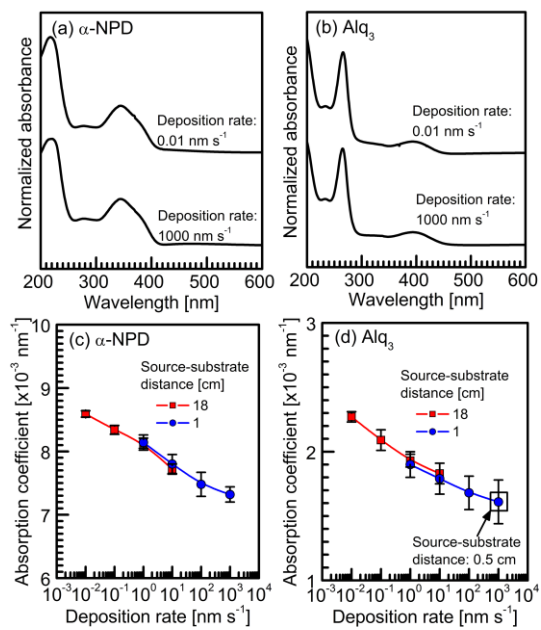 (a) α-NPD
Deposition rate:
0.01 nm s⁻¹
Deposition rate:
1000 nm s⁻¹
Normalized absorbance
200 300 400 500 600
Wavelength [nm]
(b) Alq₃
Deposition rate:
0.01 nm s⁻¹
Deposition rate:
1000 nm s⁻¹
Normalized absorbance
200 300 400 500 600
Wavelength [nm]
(c) α-NPD
Source-substrate
distance [cm]
18
1
Absorption coefficient [x10⁻³ nm⁻¹]
10
9
8
7
6
10⁻³ 10⁻² 10⁻¹ 10⁰ 10¹ 10² 10³ 10⁴
Deposition rate [nm s⁻¹]
(d) Alq₃
Source-substrate
distance [cm]
18
1
Source-substrate
distance: 0.5 cm
Absorption coefficient [x10⁻³ nm⁻¹]
3
2
1
10⁻³ 10⁻² 10⁻¹ 10⁰ 10¹ 10² 10³ 10⁴
Deposition rate [nm s⁻¹]